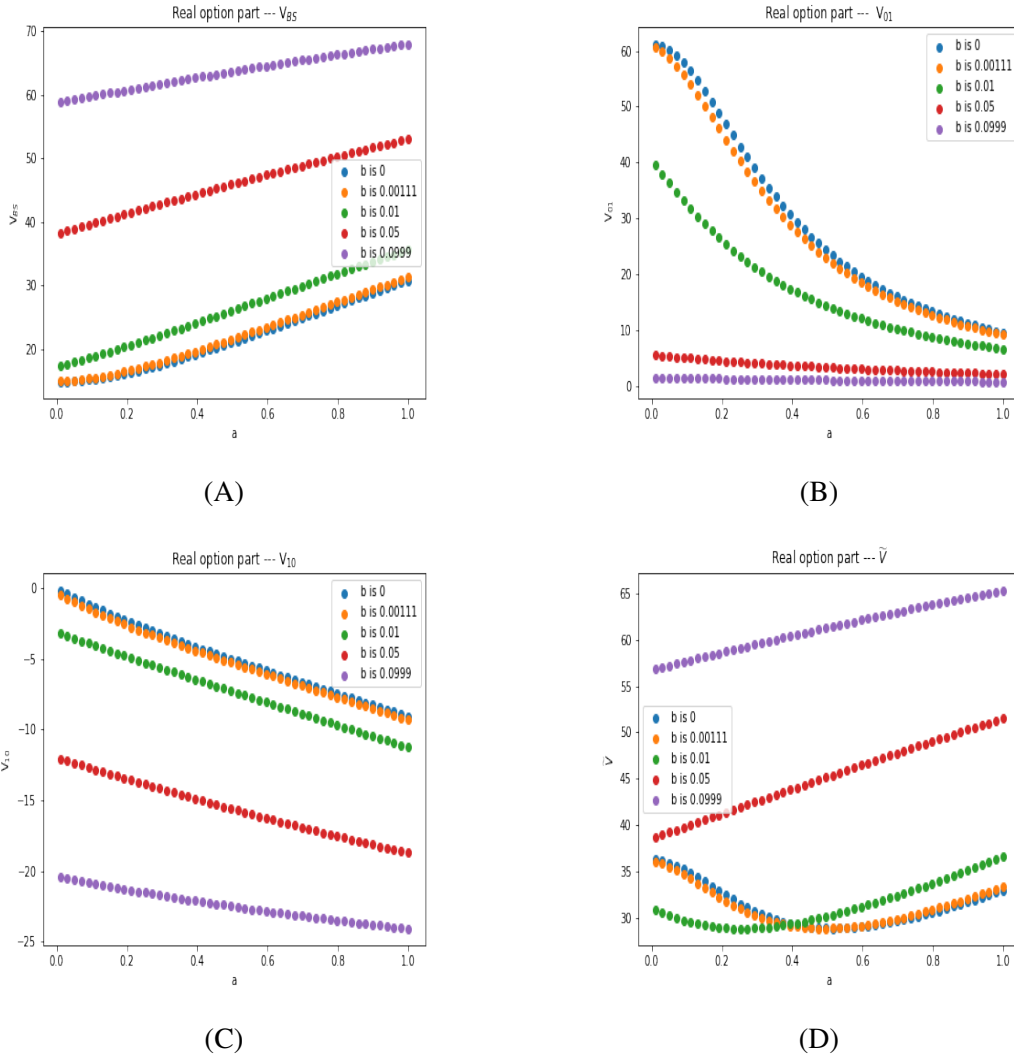 Real option part --- V_BS
70
60
50
40
30
20
V_BS
b is 0
b is 0.00111
b is 0.01
b is 0.05
b is 0.0999
0.0 0.2 0.4 0.6 0.8 1.0
a
(A)
Real option part --- V_01
60
50
40
30
20
10
0
V_01
b is 0
b is 0.00111
b is 0.01
b is 0.05
b is 0.0999
0.0 0.2 0.4 0.6 0.8 1.0
a
(B)
Real option part --- V_10
0
−5
−10
−15
−20
−25
V_10
b is 0
b is 0.00111
b is 0.01
b is 0.05
b is 0.0999
0.0 0.2 0.4 0.6 0.8 1.0
a
(C)
Real option part --- Ṽ
65
60
55
50
45
40
35
30
Ṽ
b is 0
b is 0.00111
b is 0.01
b is 0.05
b is 0.0999
0.0 0.2 0.4 0.6 0.8 1.0
a
(D)